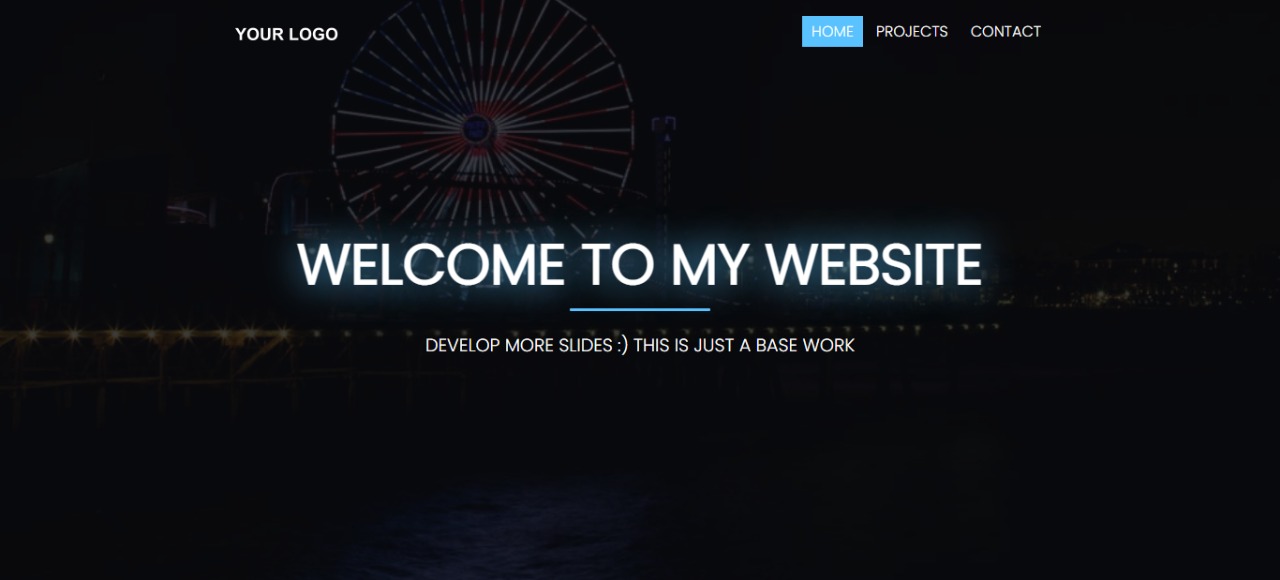 YOUR LOGO
HOME PROJECTS CONTACT
WELCOME TO MY WEBSITE
DEVELOP MORE SLIDES :) THIS IS JUST A BASE WORK